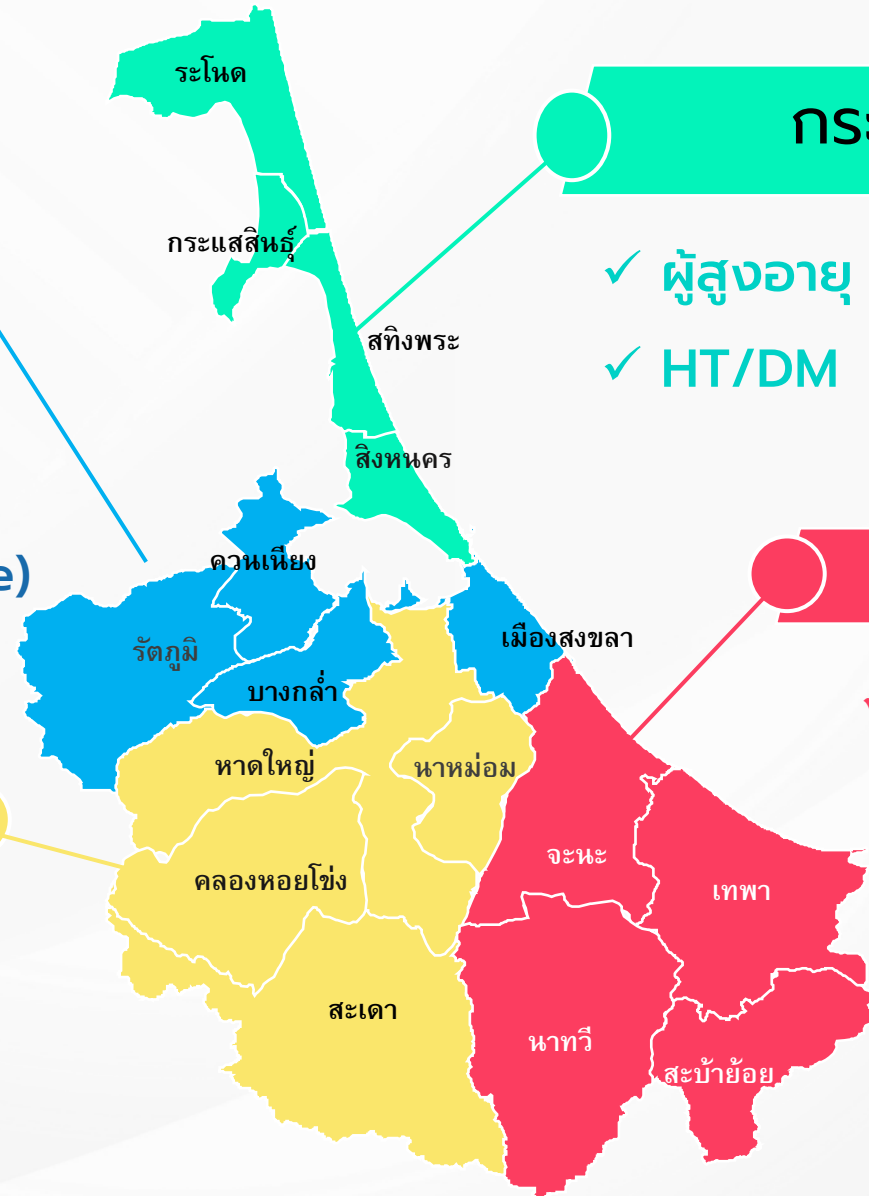 ระโนด
กระ
กระแสสินธุ์
✓ ผู้สูงอายุ
สทิงพระ
✓ HT/DM
สิงหนคร
ควนเนียง
e)
รัตภูมิ
เมืองสงขลา
บางกล่ำ
หาดใหญ่
นาหม่อม
จะนะ
คลองหอยโข่ง
เทพา
สะเดา
นาทวี
สะบ้าย้อย